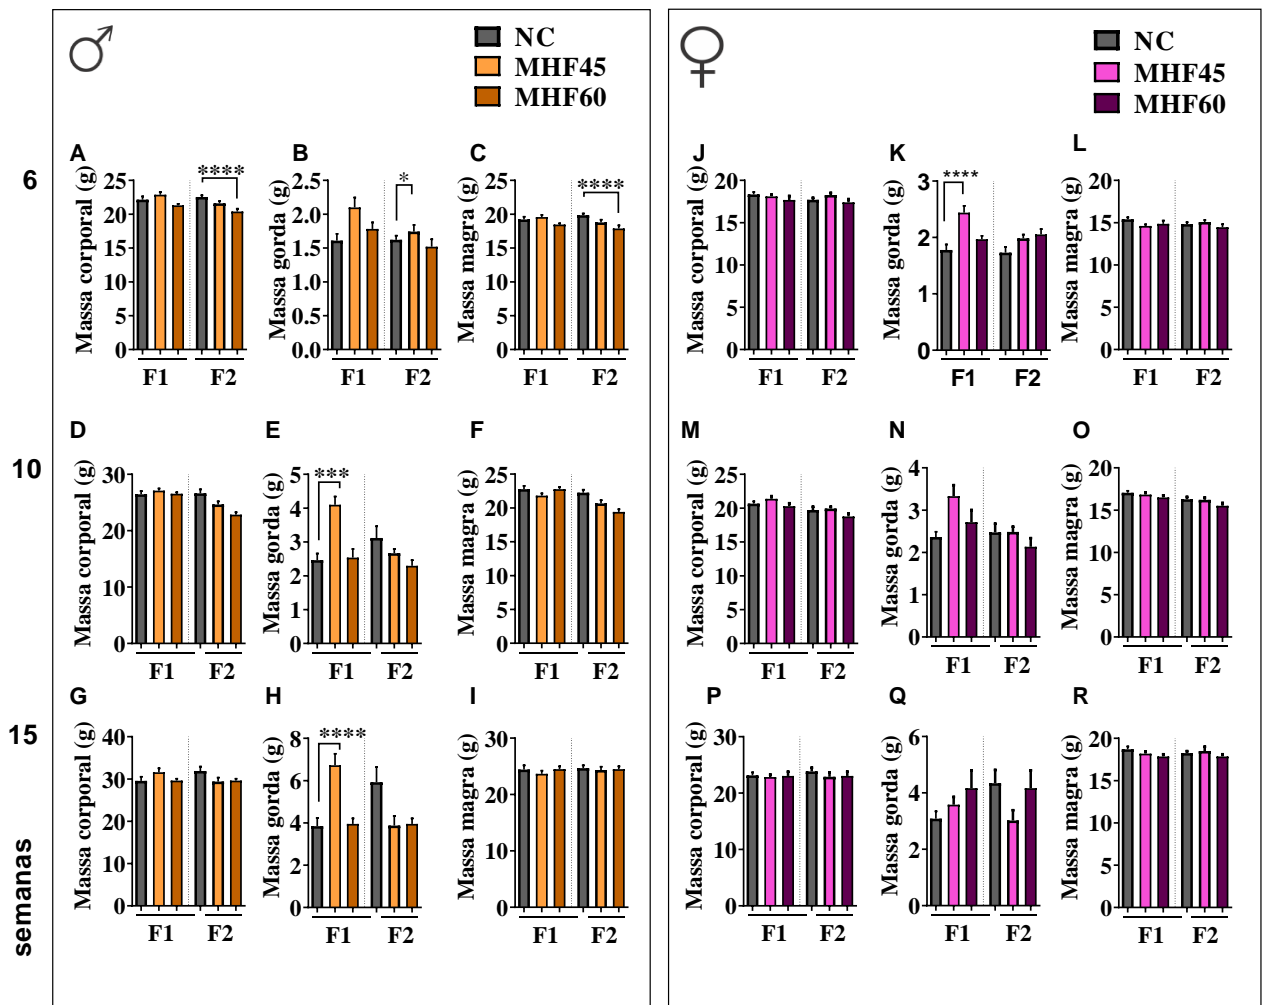 NC
MHF45
MHF60
NC
MHF45
MHF60
6
A
Massa corporal (g)
25
20
15
10
5
0
****
F1 F2
B
Massa gorda (g)
2.5
2.0
1.5
1.0
0.5
0.0
*
F1 F2
C
Massa magra (g)
25
20
15
10
5
0
****
F1 F2
J
Massa corporal (g)
20
15
10
5
0
F1 F2
K
Massa gorda (g)
3
2
1
0
****
F1 F2
L
Massa magra (g)
20
15
10
5
0
F1 F2
10
D
Massa corporal (g)
30
20
10
0
F1 F2
E
Massa gorda (g)
5
4
3
2
1
0
***
F1 F2
F
Massa magra (g)
25
20
15
10
5
0
F1 F2
M
Massa corporal (g)
25
20
15
10
5
0
F1 F2
N
Massa gorda (g)
4
3
2
1
0
F1 F2
O
Massa magra (g)
20
15
10
5
0
F1 F2
15
semanas
G
Massa corporal (g)
40
30
20
10
0
F1 F2
H
Massa gorda (g)
8
6
4
2
0
****
F1 F2
I
Massa magra (g)
30
20
10
0
F1 F2
P
Massa corporal (g)
30
20
10
0
F1 F2
Q
Massa gorda (g)
6
4
2
0
F1 F2
R
Massa magra (g)
20
15
10
5
0
F1 F2